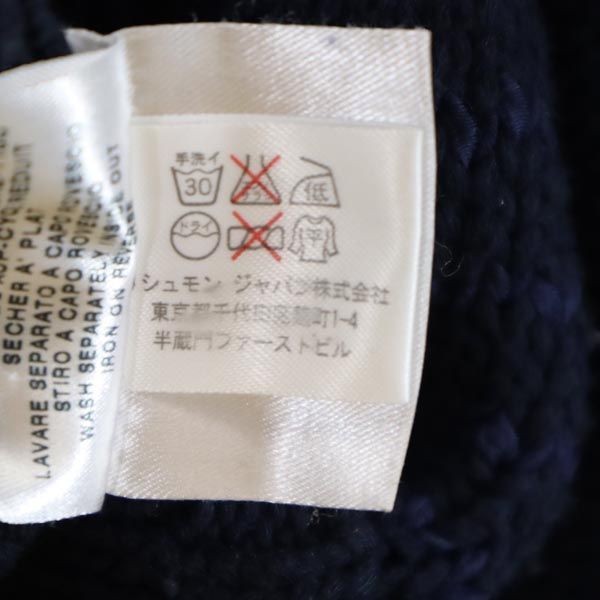 手洗イ
30
低
ドライ
平
シュモン ジャパン株式会社
東京都千代田区麹町1-4
半蔵門ファーストビル
SECHER A' PLAT
LAVARE SEPARATO A CAPO ROVESCIO
STIRO A CAPO ROVESCIO
WASH SEPARATELY INSIDE OUT
IRON ON REVERSE